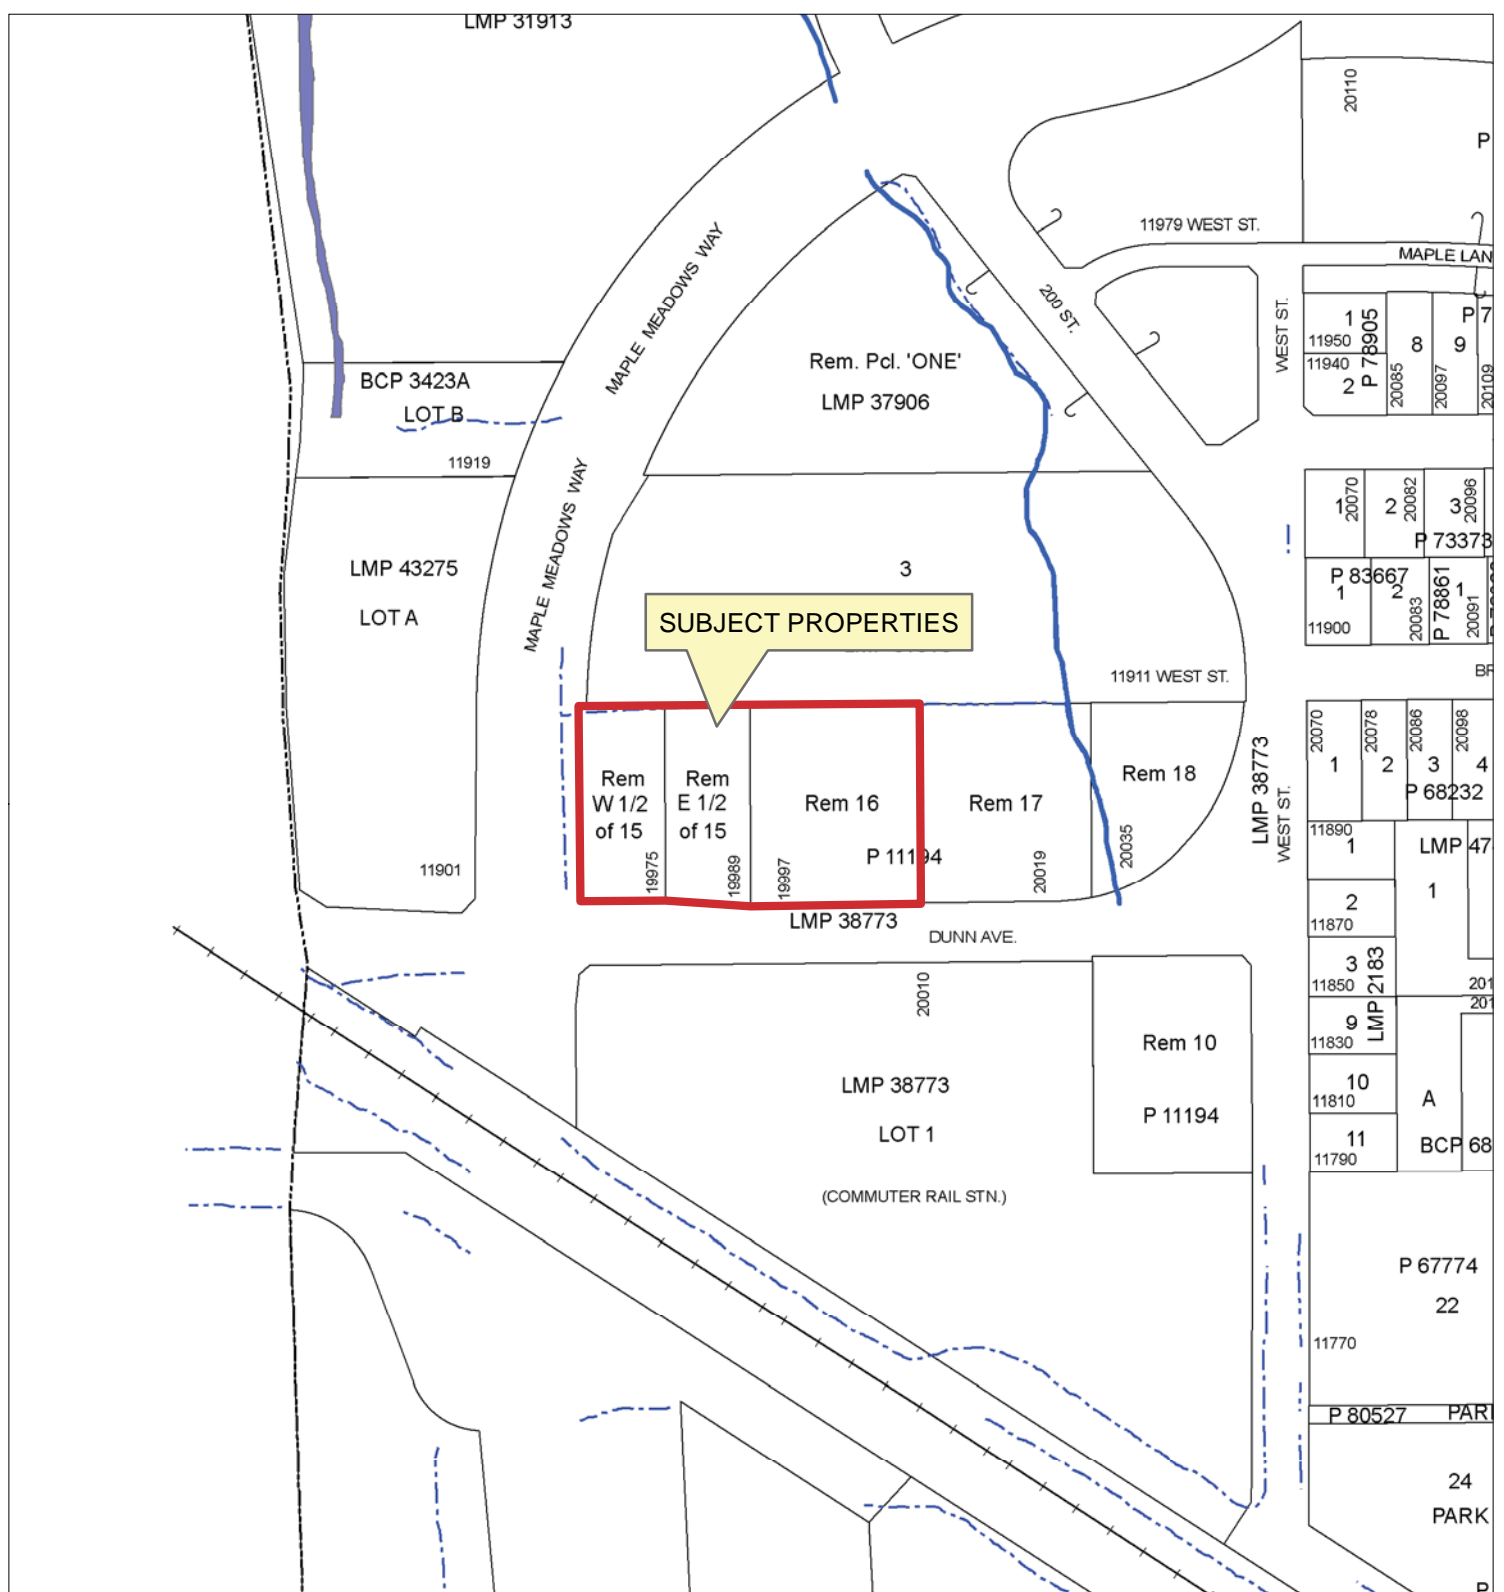 LMP 31913
20110
P
11979 WEST ST.
MAPLE LAN
MAPLE MEADOWS WAY
200 ST.
WEST ST.
1
11950
11940
2
P 78905
8
20085
9
20097
P 7
20109
Rem. Pcl. 'ONE'
LMP 37906
BCP 3423A
LOT B
11919
MAPLE MEADOWS WAY
LMP 43275
LOT A
11901
3
SUBJECT PROPERTIES
11911 WEST ST.
1
20070
2
20082
3
20096
P 73373
P 83667
1
11900
2
20083
P 78861
1
20091
BR
Rem
W 1/2
of 15
19975
Rem
E 1/2
of 15
19989
Rem 16
19997
P 11194
Rem 17
20019
Rem 18
20035
LMP 38773
WEST ST.
20070
1
20078
2
20086
3
20098
4
P 68232
11890
1
LMP 47
1
2
11870
3
11850
LMP 2183
201
201
9
11830
10
11810
11
11790
A
BCP 68
LMP 38773
DUNN AVE.
20010
LMP 38773
LOT 1
(COMMUTER RAIL STN.)
Rem 10
P 11194
P 67774
22
11770
P 80527
PAR
24
PARK